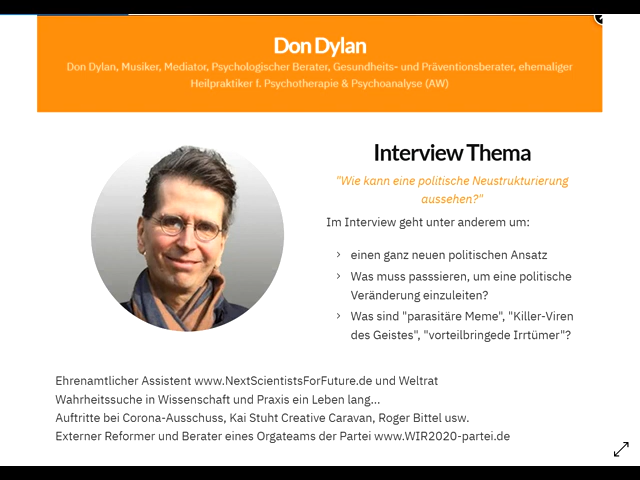 Don Dylan
Don Dylan, Musiker, Mediator, Psychologischer Berater, Gesundheits- und Präventionsberater, ehemaliger
Heilpraktiker f. Psychotherapie & Psychoanalyse (AW)
Interview Thema
"Wie kann eine politische Neustrukturierung
aussehen?"
Im Interview geht unter anderem um:
einen ganz neuen politischen Ansatz
Was muss passsieren, um eine politische
Veränderung einzuleiten?
Was sind "parasitäre Meme", "Killer-Viren
des Geistes", "vorteilbringede Irrtümer"?
Ehrenamtlicher Assistent www.NextScientistsForFuture.de und Weltrat
Wahrheitssuche in Wissenschaft und Praxis ein Leben lang...
Auftritte bei Corona-Ausschuss, Kai Stuht Creative Caravan, Roger Bittel usw.
Externer Reformer und Berater eines Orgateams der Partei www.WIR2020-partei.de